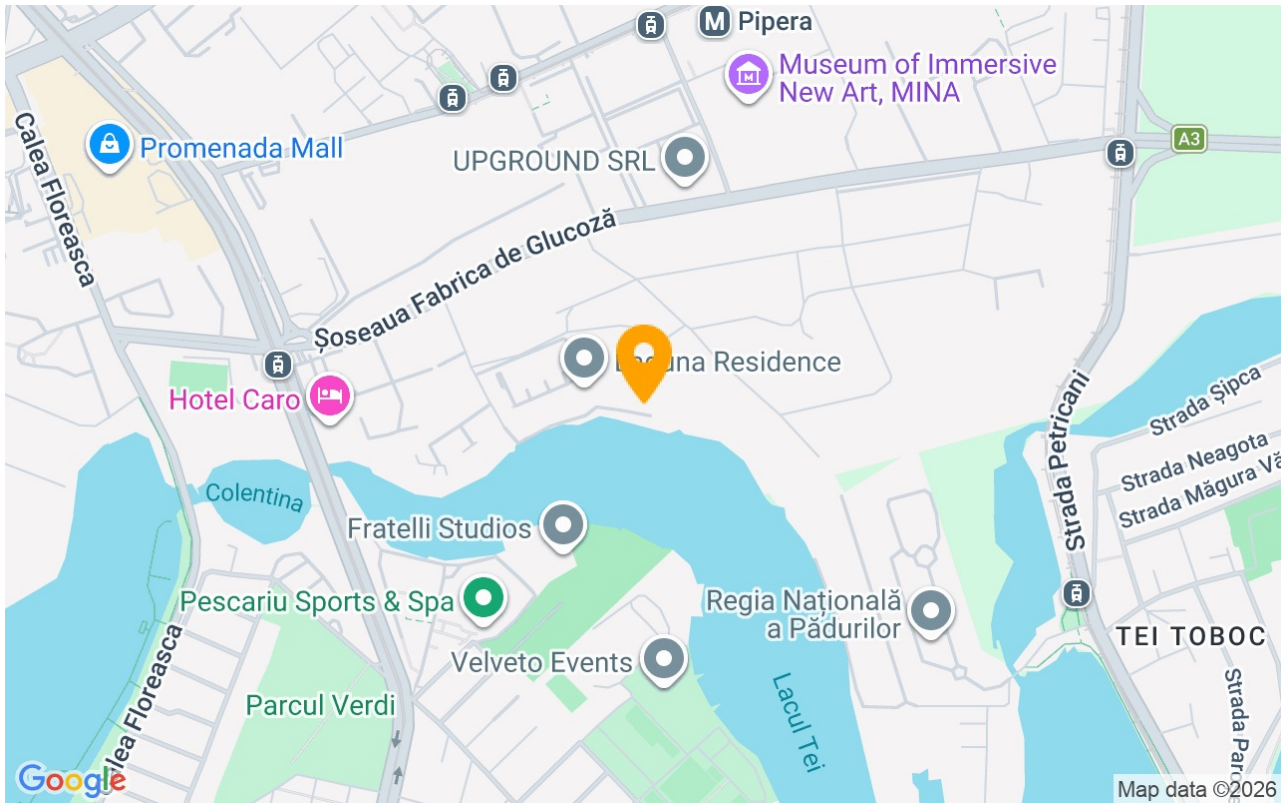 Pipera
M
Museum of Immersive
New Art, MINA
Calea Floreasca
Promenada Mall
UPGROUND SRL
A3
Șoseaua Fabrica de Glucoză
Laguna Residence
Hotel Caro
Strada Petricani
Strada Șipca
Strada Neagota
Strada Măgura Vă
Colentina
Fratelli Studios
Pescariu Sports & Spa
Regia Națională
a Pădurilor
Velveto Events
TEI TOBOC
Parcul Verdi
Lacul Tei
Calea Floreasca
Google
Map data ©2026